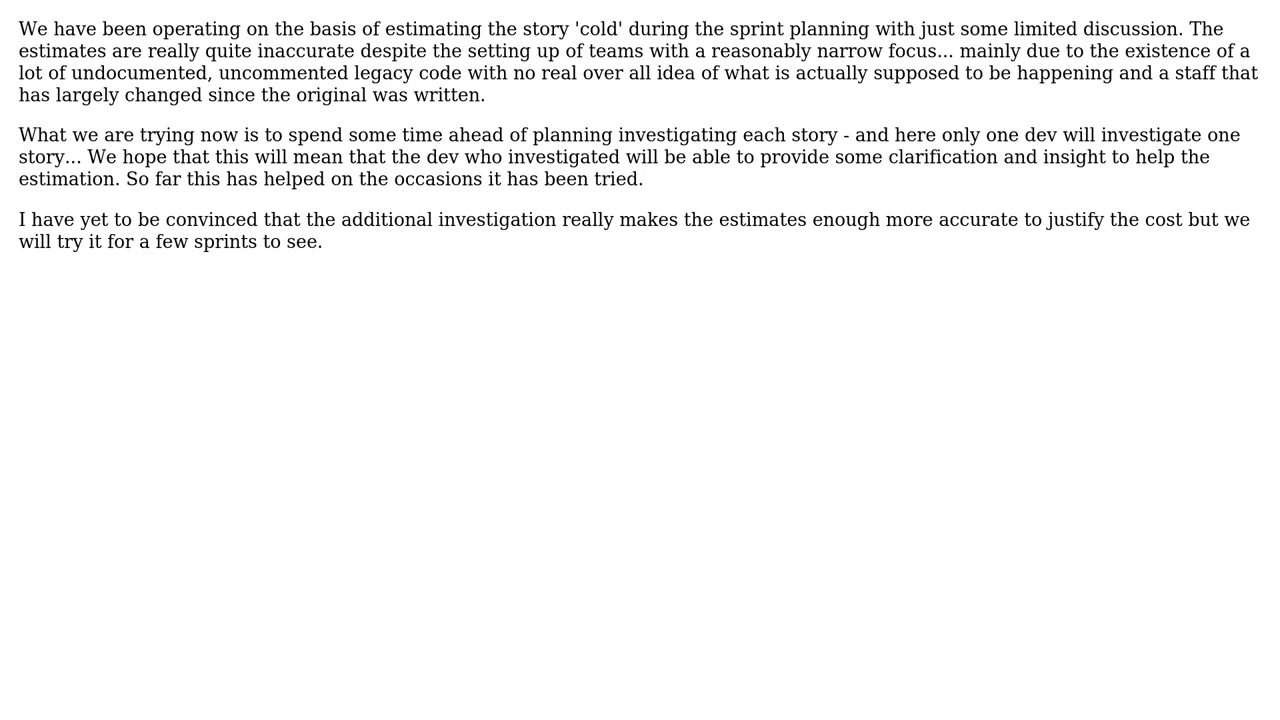 We have been operating on the basis of estimating the story 'cold' during the sprint planning with just some limited discussion. The
estimates are really quite inaccurate despite the setting up of teams with a reasonably narrow focus... mainly due to the existence of a
lot of undocumented, uncommented legacy code with no real over all idea of what is actually supposed to be happening and a staff that
has largely changed since the original was written.
What we are trying now is to spend some time ahead of planning investigating each story - and here only one dev will investigate one
story... We hope that this will mean that the dev who investigated will be able to provide some clarification and insight to help the
estimation. So far this has helped on the occasions it has been tried.
I have yet to be convinced that the additional investigation really makes the estimates enough more accurate to justify the cost but we
will try it for a few sprints to see.